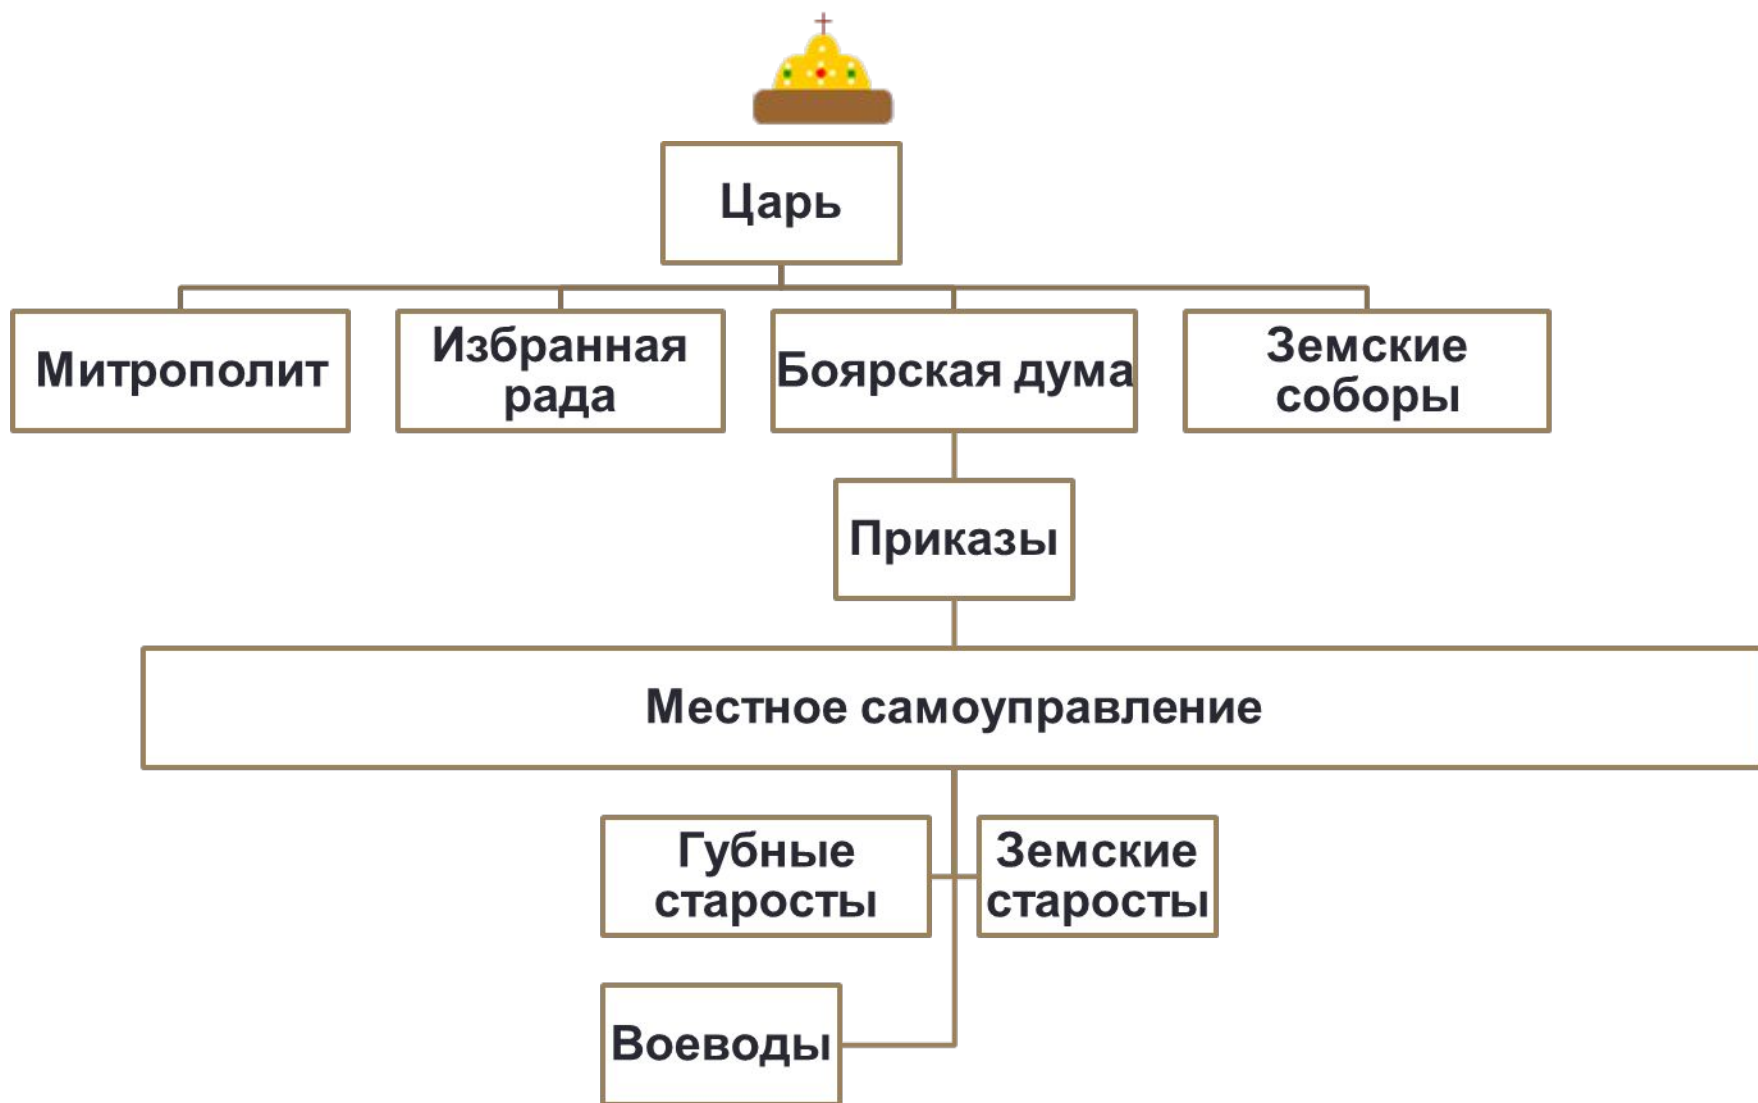 Царь
Митрополит
Избранная
рада
Боярская дума
Земские
соборы
Приказы
Местное самоуправление
Губные
старосты
Земские
старосты
Воеводы